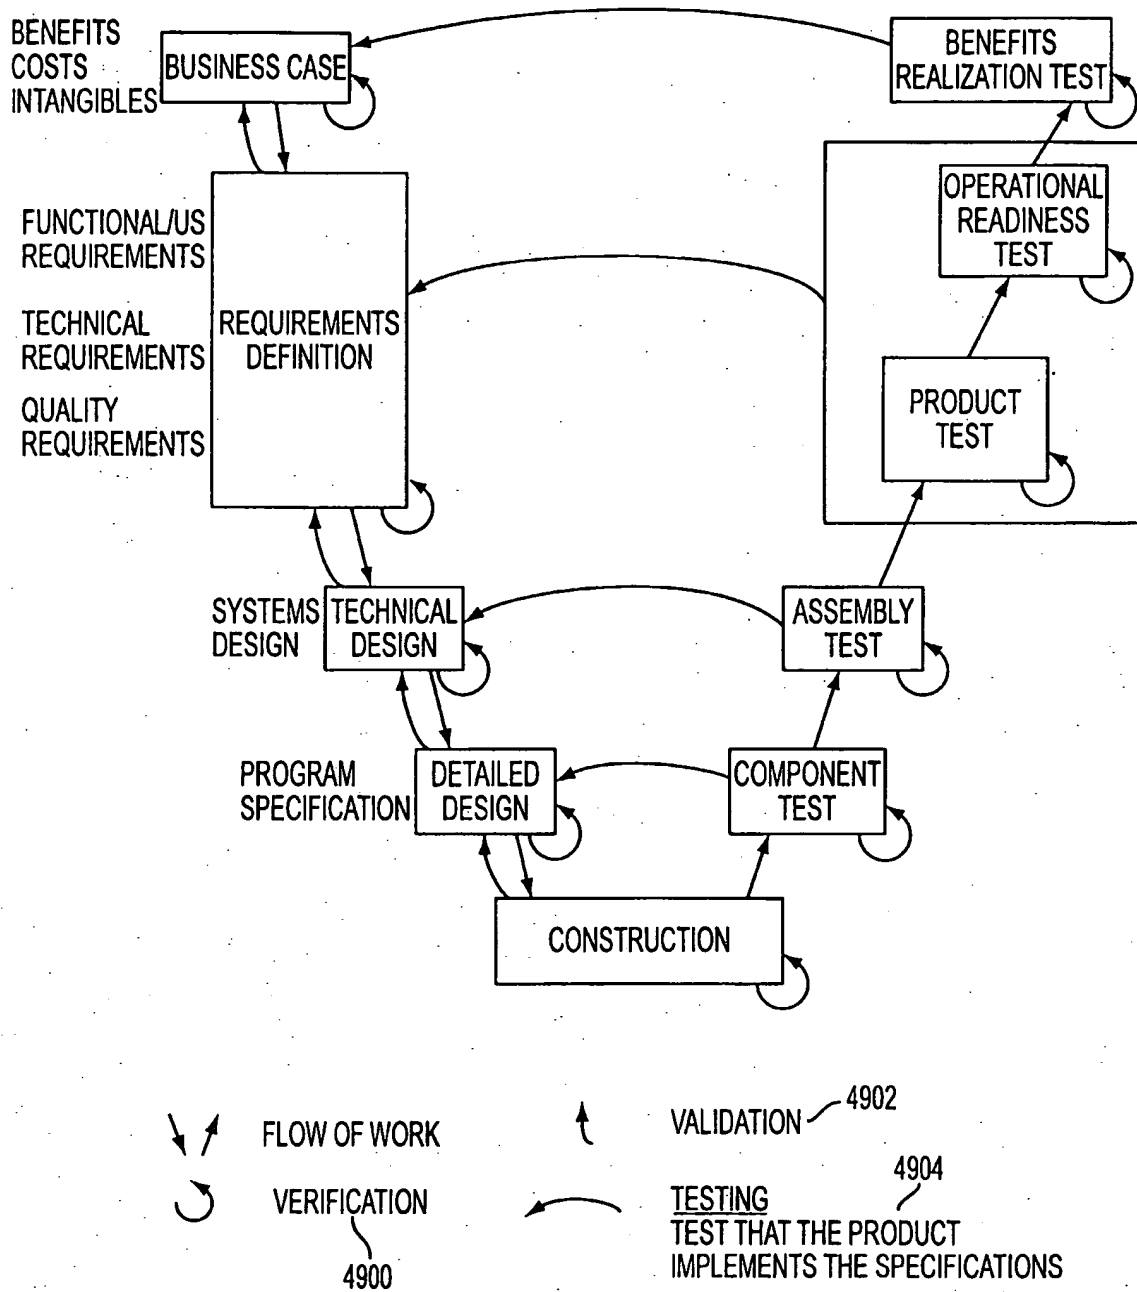 BENEFITS
COSTS
INTANGIBLES
BUSINESS CASE
BENEFITS
REALIZATION TEST
OPERATIONAL
READINESS
TEST
FUNCTIONAL/US
REQUIREMENTS
TECHNICAL
REQUIREMENTS
QUALITY
REQUIREMENTS
REQUIREMENTS
DEFINITION
PRODUCT
TEST
SYSTEMS
DESIGN
TECHNICAL
DESIGN
ASSEMBLY
TEST
PROGRAM
SPECIFICATION
DETAILED
DESIGN
COMPONENT
TEST
CONSTRUCTION
FLOW OF WORK
VALIDATION
4902
VERIFICATION
4900
4904
TESTING
TEST THAT THE PRODUCT
IMPLEMENTS THE SPECIFICATIONS